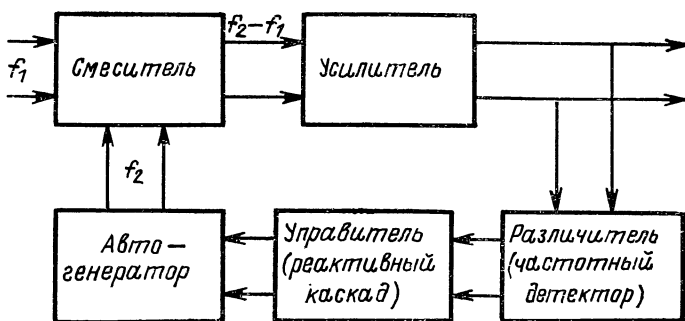 f₁
Смеситель
f₂–f₁
Усилитель
f₂
Авто–
генератор
Управитель
(реактивный
каскад)
Различитель
(частотный
детектор)